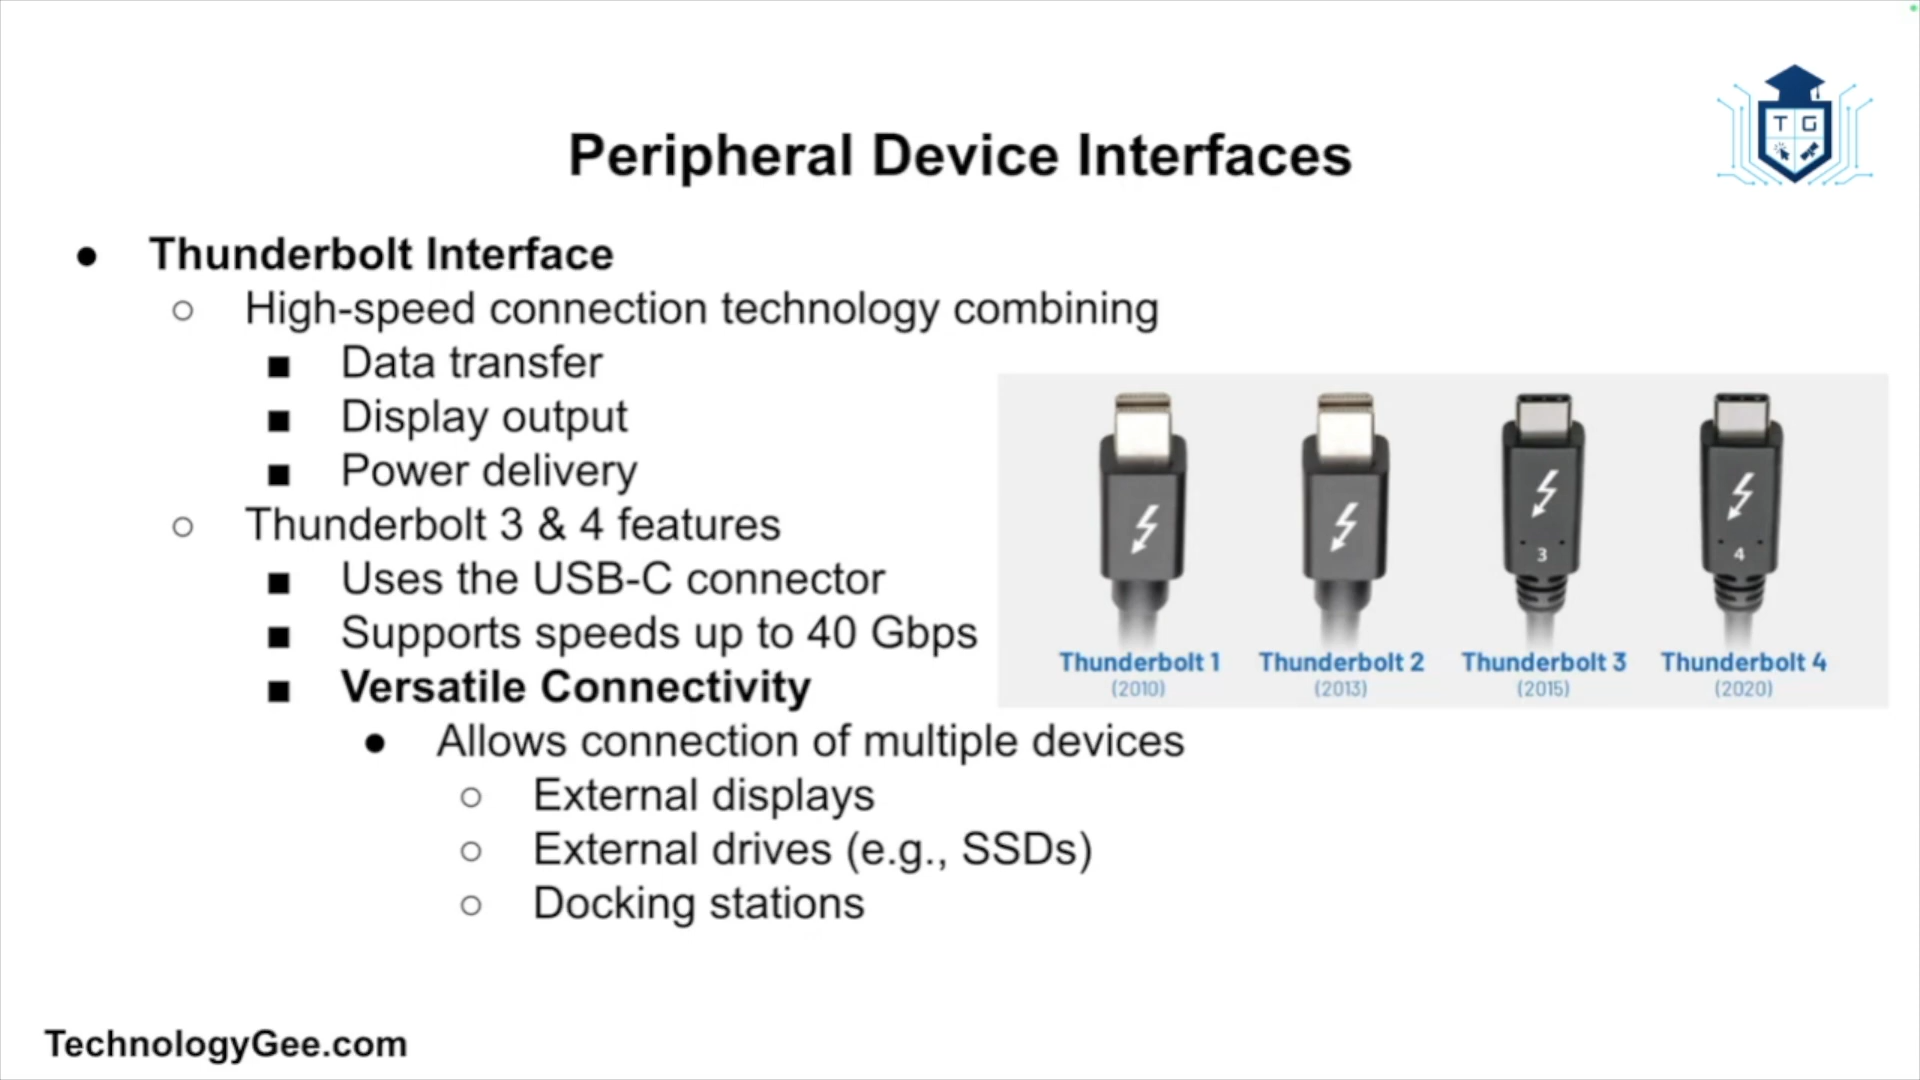 T G
Peripheral Device Interfaces
● Thunderbolt Interface
○ High-speed connection technology combining
■ Data transfer
■ Display output
■ Power delivery
○ Thunderbolt 3 & 4 features
■ Uses the USB-C connector
■ Supports speeds up to 40 Gbps
■ Versatile Connectivity
● Allows connection of multiple devices
○ External displays
○ External drives (e.g., SSDs)
○ Docking stations
3
4
Thunderbolt 1
(2010)
Thunderbolt 2
(2013)
Thunderbolt 3
(2015)
Thunderbolt 4
(2020)
TechnologyGee.com